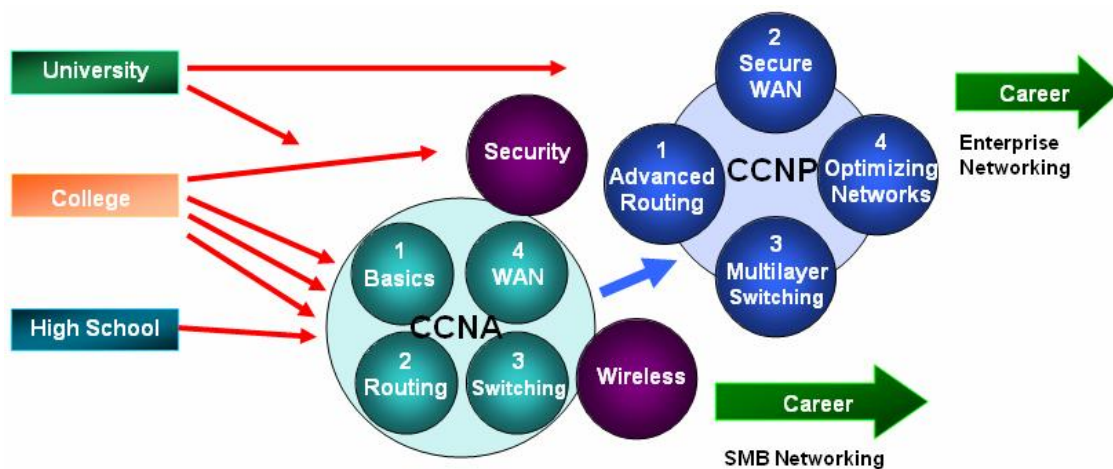 University
College
High School
Security
1
Basics
4
WAN
CCNA
2
Routing
3
Switching
Wireless
2
Secure
WAN
1
Advanced
Routing
CCNP
4
Optimizing
Networks
3
Multilayer
Switching
Career
Enterprise
Networking
Career
SMB Networking